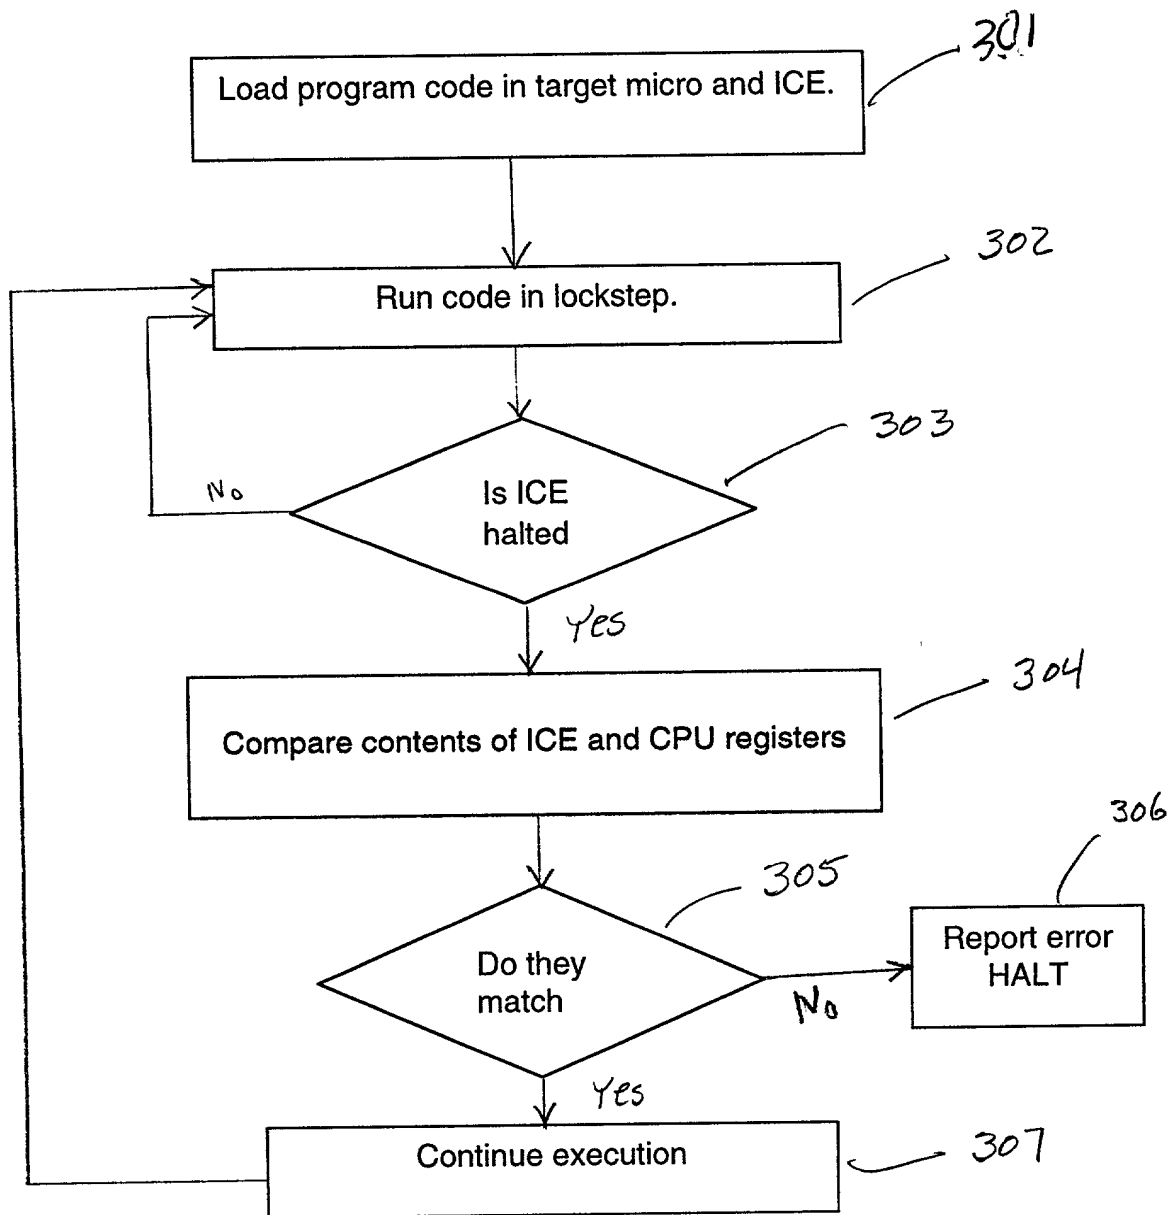 301
Load program code in target micro and ICE.
302
Run code in lockstep.
303
Is ICE
halted
No
Yes
304
Compare contents of ICE and CPU registers
305
306
Do they
match
No
Report error
HALT
Yes
Continue execution
307